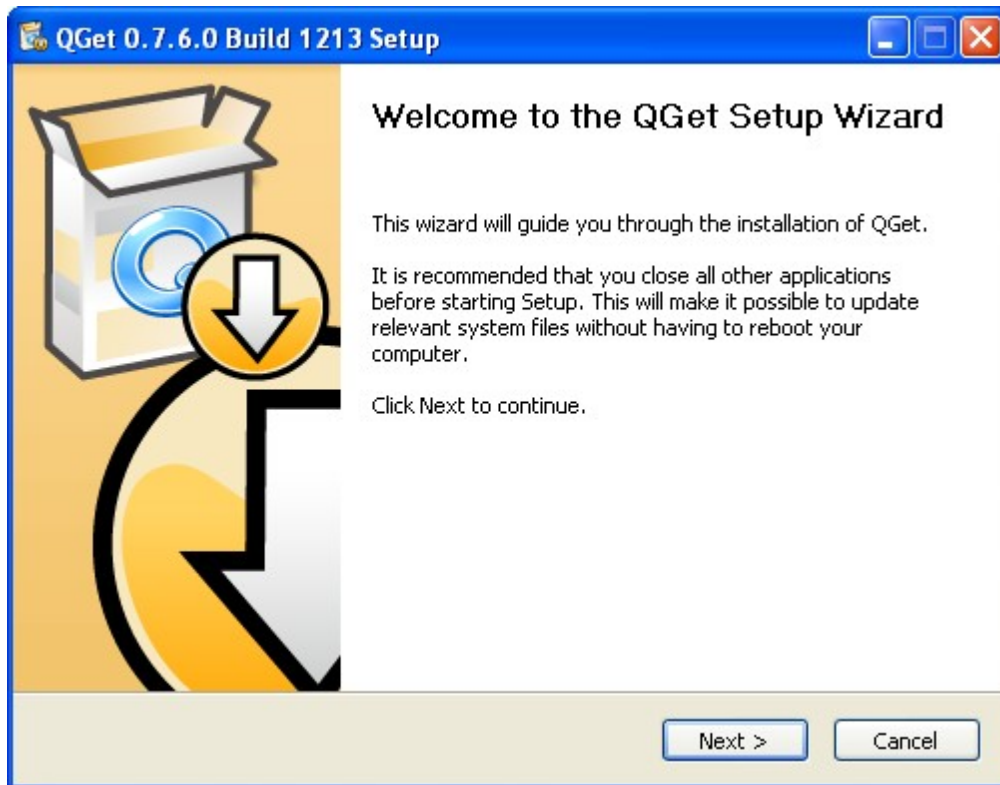 QGet 0.7.6.0 Build 1213 Setup
Welcome to the QGet Setup Wizard
This wizard will guide you through the installation of QGet.
It is recommended that you close all other applications
before starting Setup. This will make it possible to update
relevant system files without having to reboot your
computer.
Click Next to continue.
Next >
Cancel